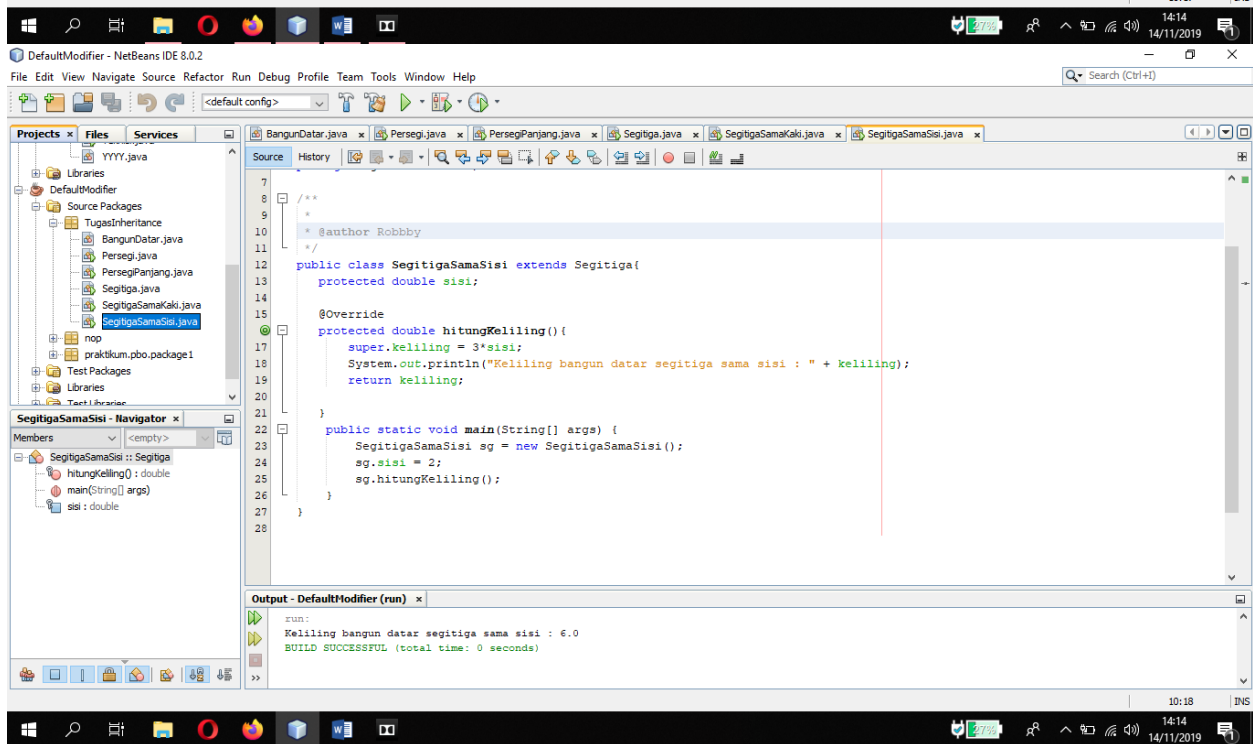 27%
14:14
14/11/2019
DefaultModifier - NetBeans IDE 8.0.2
File Edit View Navigate Source Refactor Run Debug Profile Team Tools Window Help
Search (Ctrl+I)
<default config>
Projects Files Services
BangunDatar.java Persegi.java PersegiPanjang.java Segitiga.java SegitigaSamaKaki.java SegitigaSamaSisi.java
YYYY.java
Libraries
DefaultModifier
Source Packages
TugasInheritance
BangunDatar.java
Persegi.java
PersegiPanjang.java
Segitiga.java
SegitigaSamaKaki.java
SegitigaSamaSisi.java
nop
praktikum.pbo.package1
Test Packages
Libraries
Test Libraries
Source History
7
8 /**
9 *
10 * @author Robbby
11 */
12 public class SegitigaSamaSisi extends Segitiga{
13 protected double sisi;
14
15 @Override
protected double hitungKeliling(){
17 super.keliling = 3*sisi;
18 System.out.println("Keliling bangun datar segitiga sama sisi : " + keliling);
19 return keliling;
20
21 }
22 public static void main(String[] args) {
23 SegitigaSamaSisi sg = new SegitigaSamaSisi();
24 sg.sisi = 2;
25 sg.hitungKeliling();
26 }
27 }
28
SegitigaSamaSisi - Navigator
Members <empty>
SegitigaSamaSisi :: Segitiga
hitungKeliling() : double
main(String[] args)
sisi : double
Output - DefaultModifier (run)
run:
Keliling bangun datar segitiga sama sisi : 6.0
BUILD SUCCESSFUL (total time: 0 seconds)
10:18 INS
27%
14:14
14/11/2019